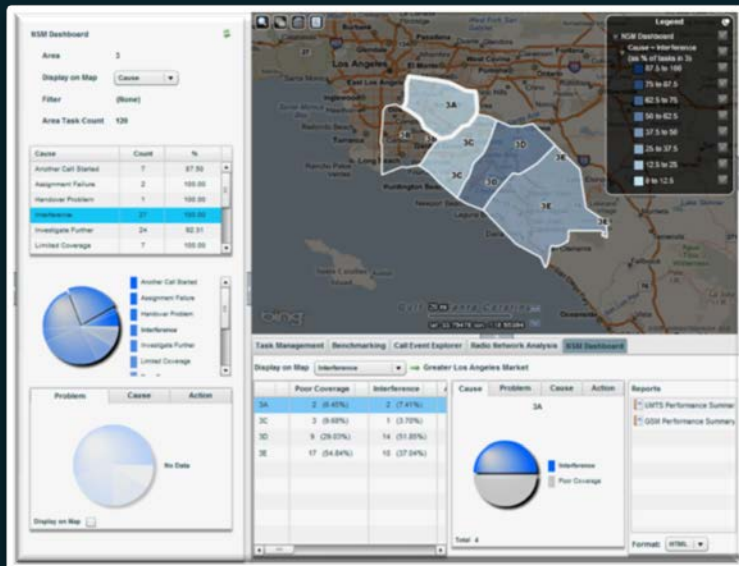 NSM Dashboard
Area 3
Display on Map Cause
Filter (None)
Area Task Count 120
Cause Count %
Another Call Started 7 87.50
Assignment Failure 2 100.00
Handover Problem 1 100.00
Interference 27 100.00
Investigate Further 24 92.31
Limited Coverage 7 100.00
Another Call Started
Assignment Failure
Handover Problem
Interference
Investigate Further
Limited Coverage
Problem Cause Action
No Data
Display on Map
Los Angeles
Long Beach
Huntington Beach
Oceanside
3A
3B
3C
3C
3D
3D
3E
3E
3E
Legend
NSM Dashboard
Cause - Interference
(as % of tasks in 3)
87.5 to 100
75 to 87.5
62.5 to 75
50 to 62.5
37.5 to 50
25 to 37.5
12.5 to 25
0 to 12.5
Task Management Benchmarking Call Event Explorer Radio Network Analysis NSM Dashboard
Display on Map Interference Greater Los Angeles Market
Poor Coverage Interference
3A 2 (6.45%) 2 (7.41%)
3C 3 (9.68%) 1 (3.70%)
3D 9 (29.03%) 14 (51.85%)
3E 17 (54.84%) 10 (37.04%)
Cause Problem Cause Action
3A
Interference
Poor Coverage
Total 4
Reports
UMTS Performance Summar
GSM Performance Summary
Format: HTML